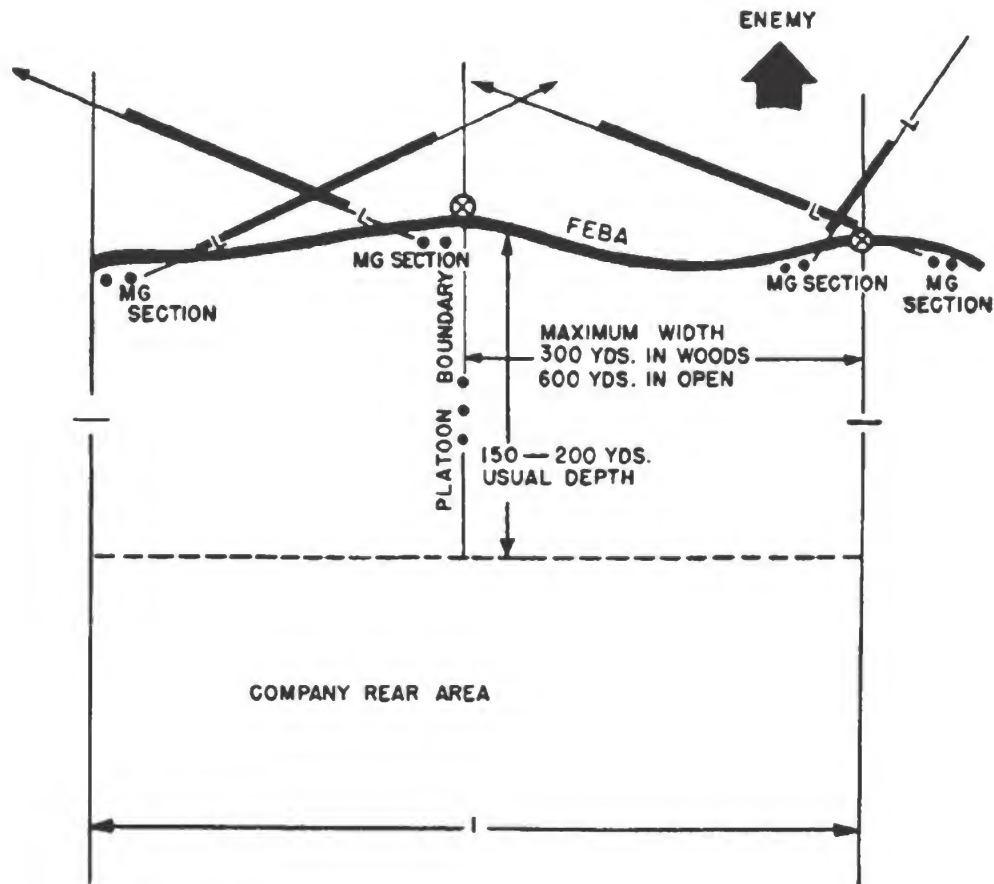 ENEMY
L
L
L
L
FEBA
MG SECTION
MG
SECTION
MG SECTION
MG
SECTION
PLATOON BOUNDARY
MAXIMUM WIDTH
300 YDS. IN WOODS
600 YDS. IN OPEN
150 — 200 YDS.
USUAL DEPTH
COMPANY REAR AREA
I